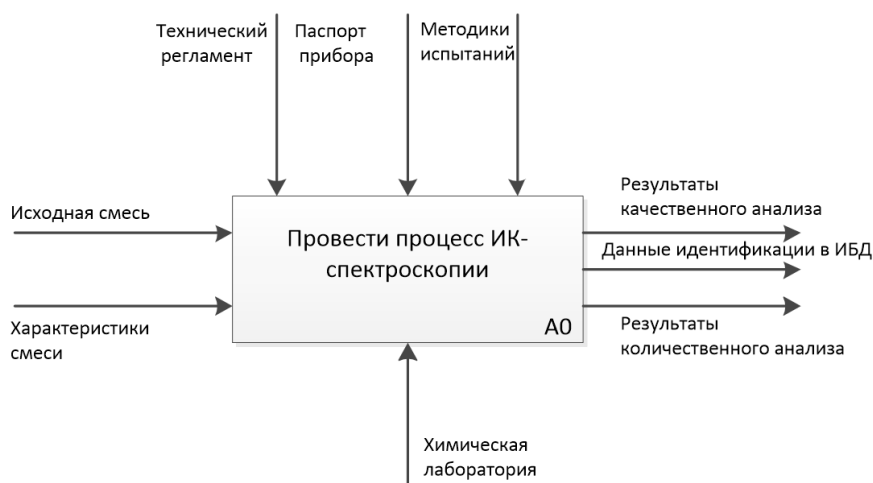 Технический
регламент
Паспорт
прибора
Методики
испытаний
Исходная смесь
Характеристики
смеси
Провести процесс ИК-
спектроскопии
A0
Результаты
качественного анализа
Данные идентификации в ИБД
Результаты
количественного анализа
Химическая
лаборатория